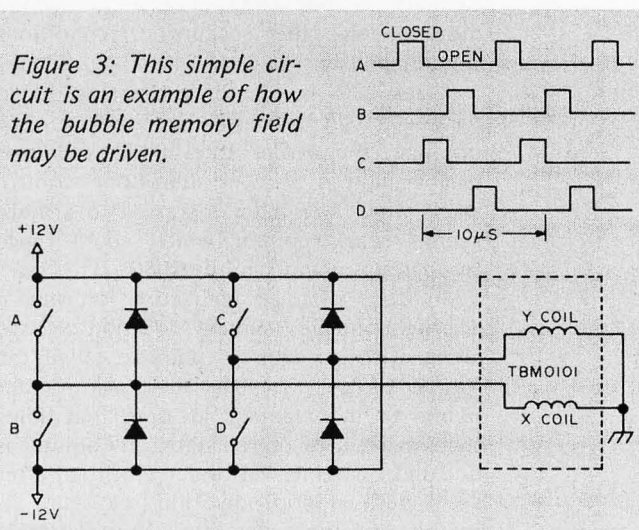 Figure 3: This simple cir-
cuit is an example of how
the bubble memory field
may be driven.
CLOSED
A
OPEN
B
C
D
10μS
+12V
A
C
Y COIL
TBM0101
X COIL
B
D
-12V